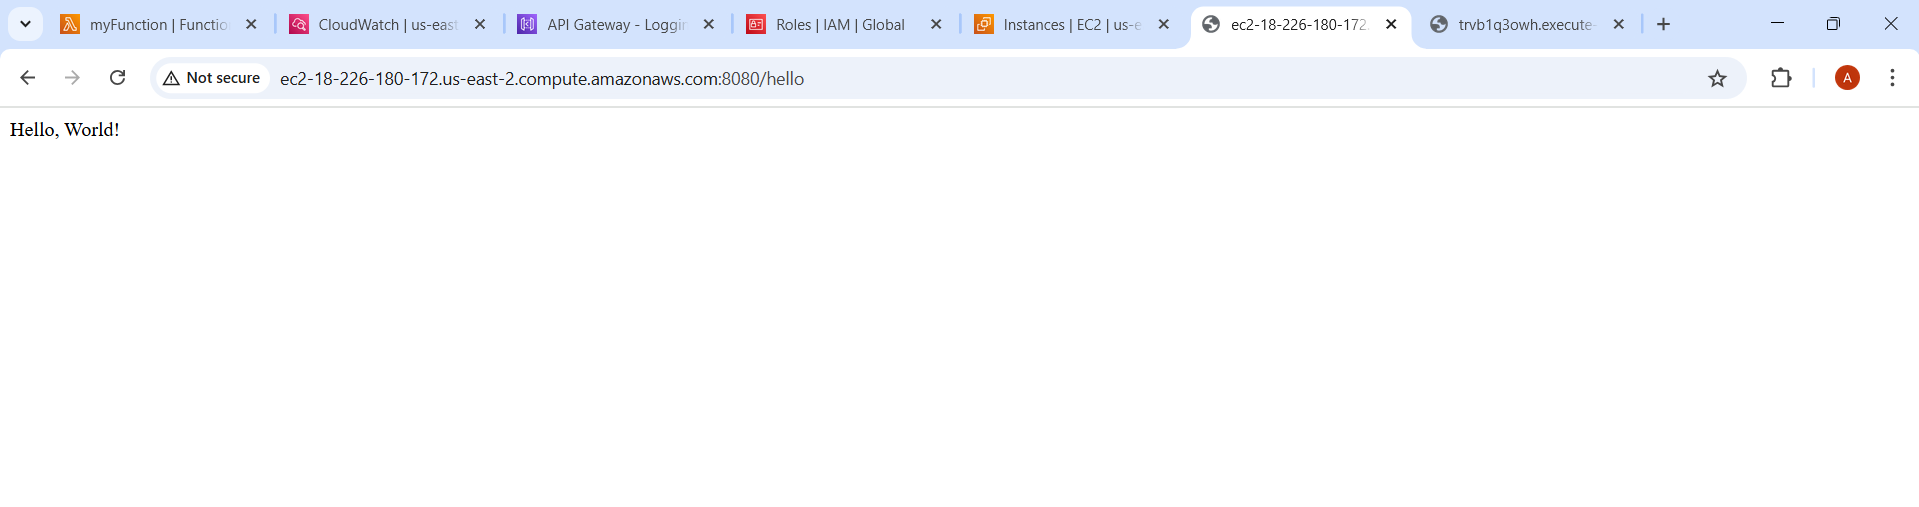 myFunction | Functio
CloudWatch | us-east
API Gateway - Loggin
Roles | IAM | Global
Instances | EC2 | us-e
ec2-18-226-180-172.
trvb1q3owh.execute-
Not secure
ec2-18-226-180-172.us-east-2.compute.amazonaws.com:8080/hello
A
Hello, World!